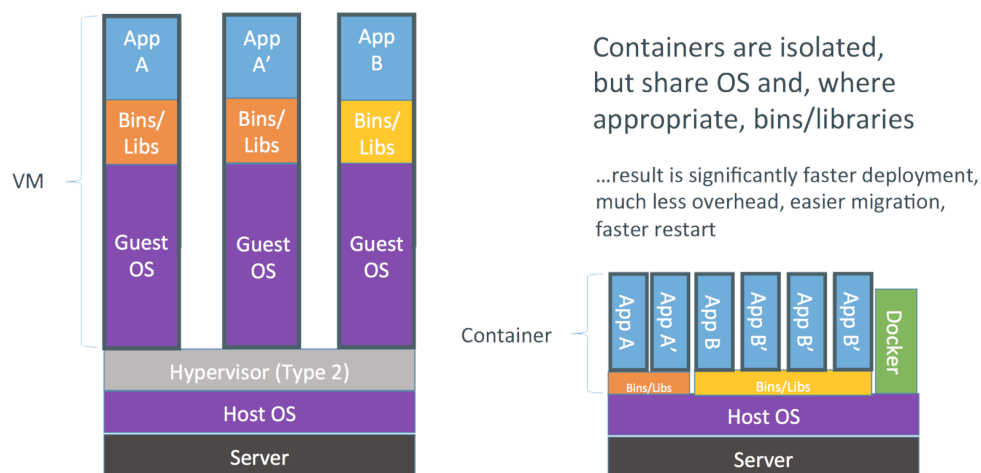 App
A
App
A’
App
B
Bins/
Libs
Bins/
Libs
Bins/
Libs
VM
Guest
OS
Guest
OS
Guest
OS
Hypervisor (Type 2)
Host OS
Server
Containers are isolated,
but share OS and, where
appropriate, bins/libraries
...result is significantly faster deployment,
much less overhead, easier migration,
faster restart
Container
App A
App A’
App B
App B’
App B’
App B’
Docker
Bins/Libs
Bins/Libs
Host OS
Server